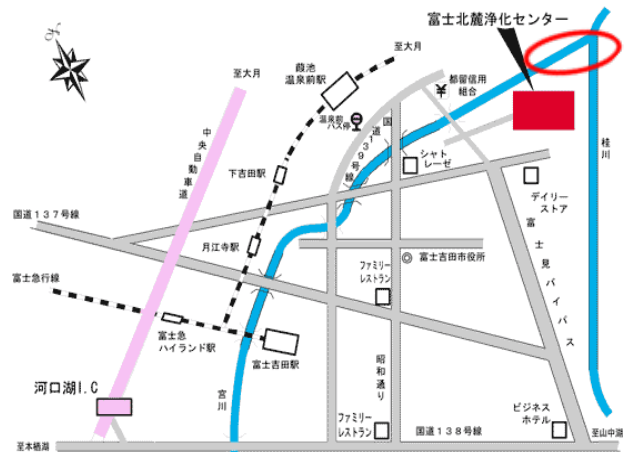 富士北麓浄化センター
至大月
葭池
温泉前駅
至大月
都留信用
組合
¥
温泉前
バス停
国道139号線
中央自動車道
シャト
レーゼ
桂川
下吉田駅
デイリー
ストア
国道137号線
月江寺駅
富士見バイパス
富士吉田市役所
ファミリー
レストラン
富士急行線
富士急
ハイランド駅
富士吉田駅
昭和通り
河口湖I.C
宮川
ファミリー
レストラン
ビジネス
ホテル
国道138号線
至山中湖
至本栖湖